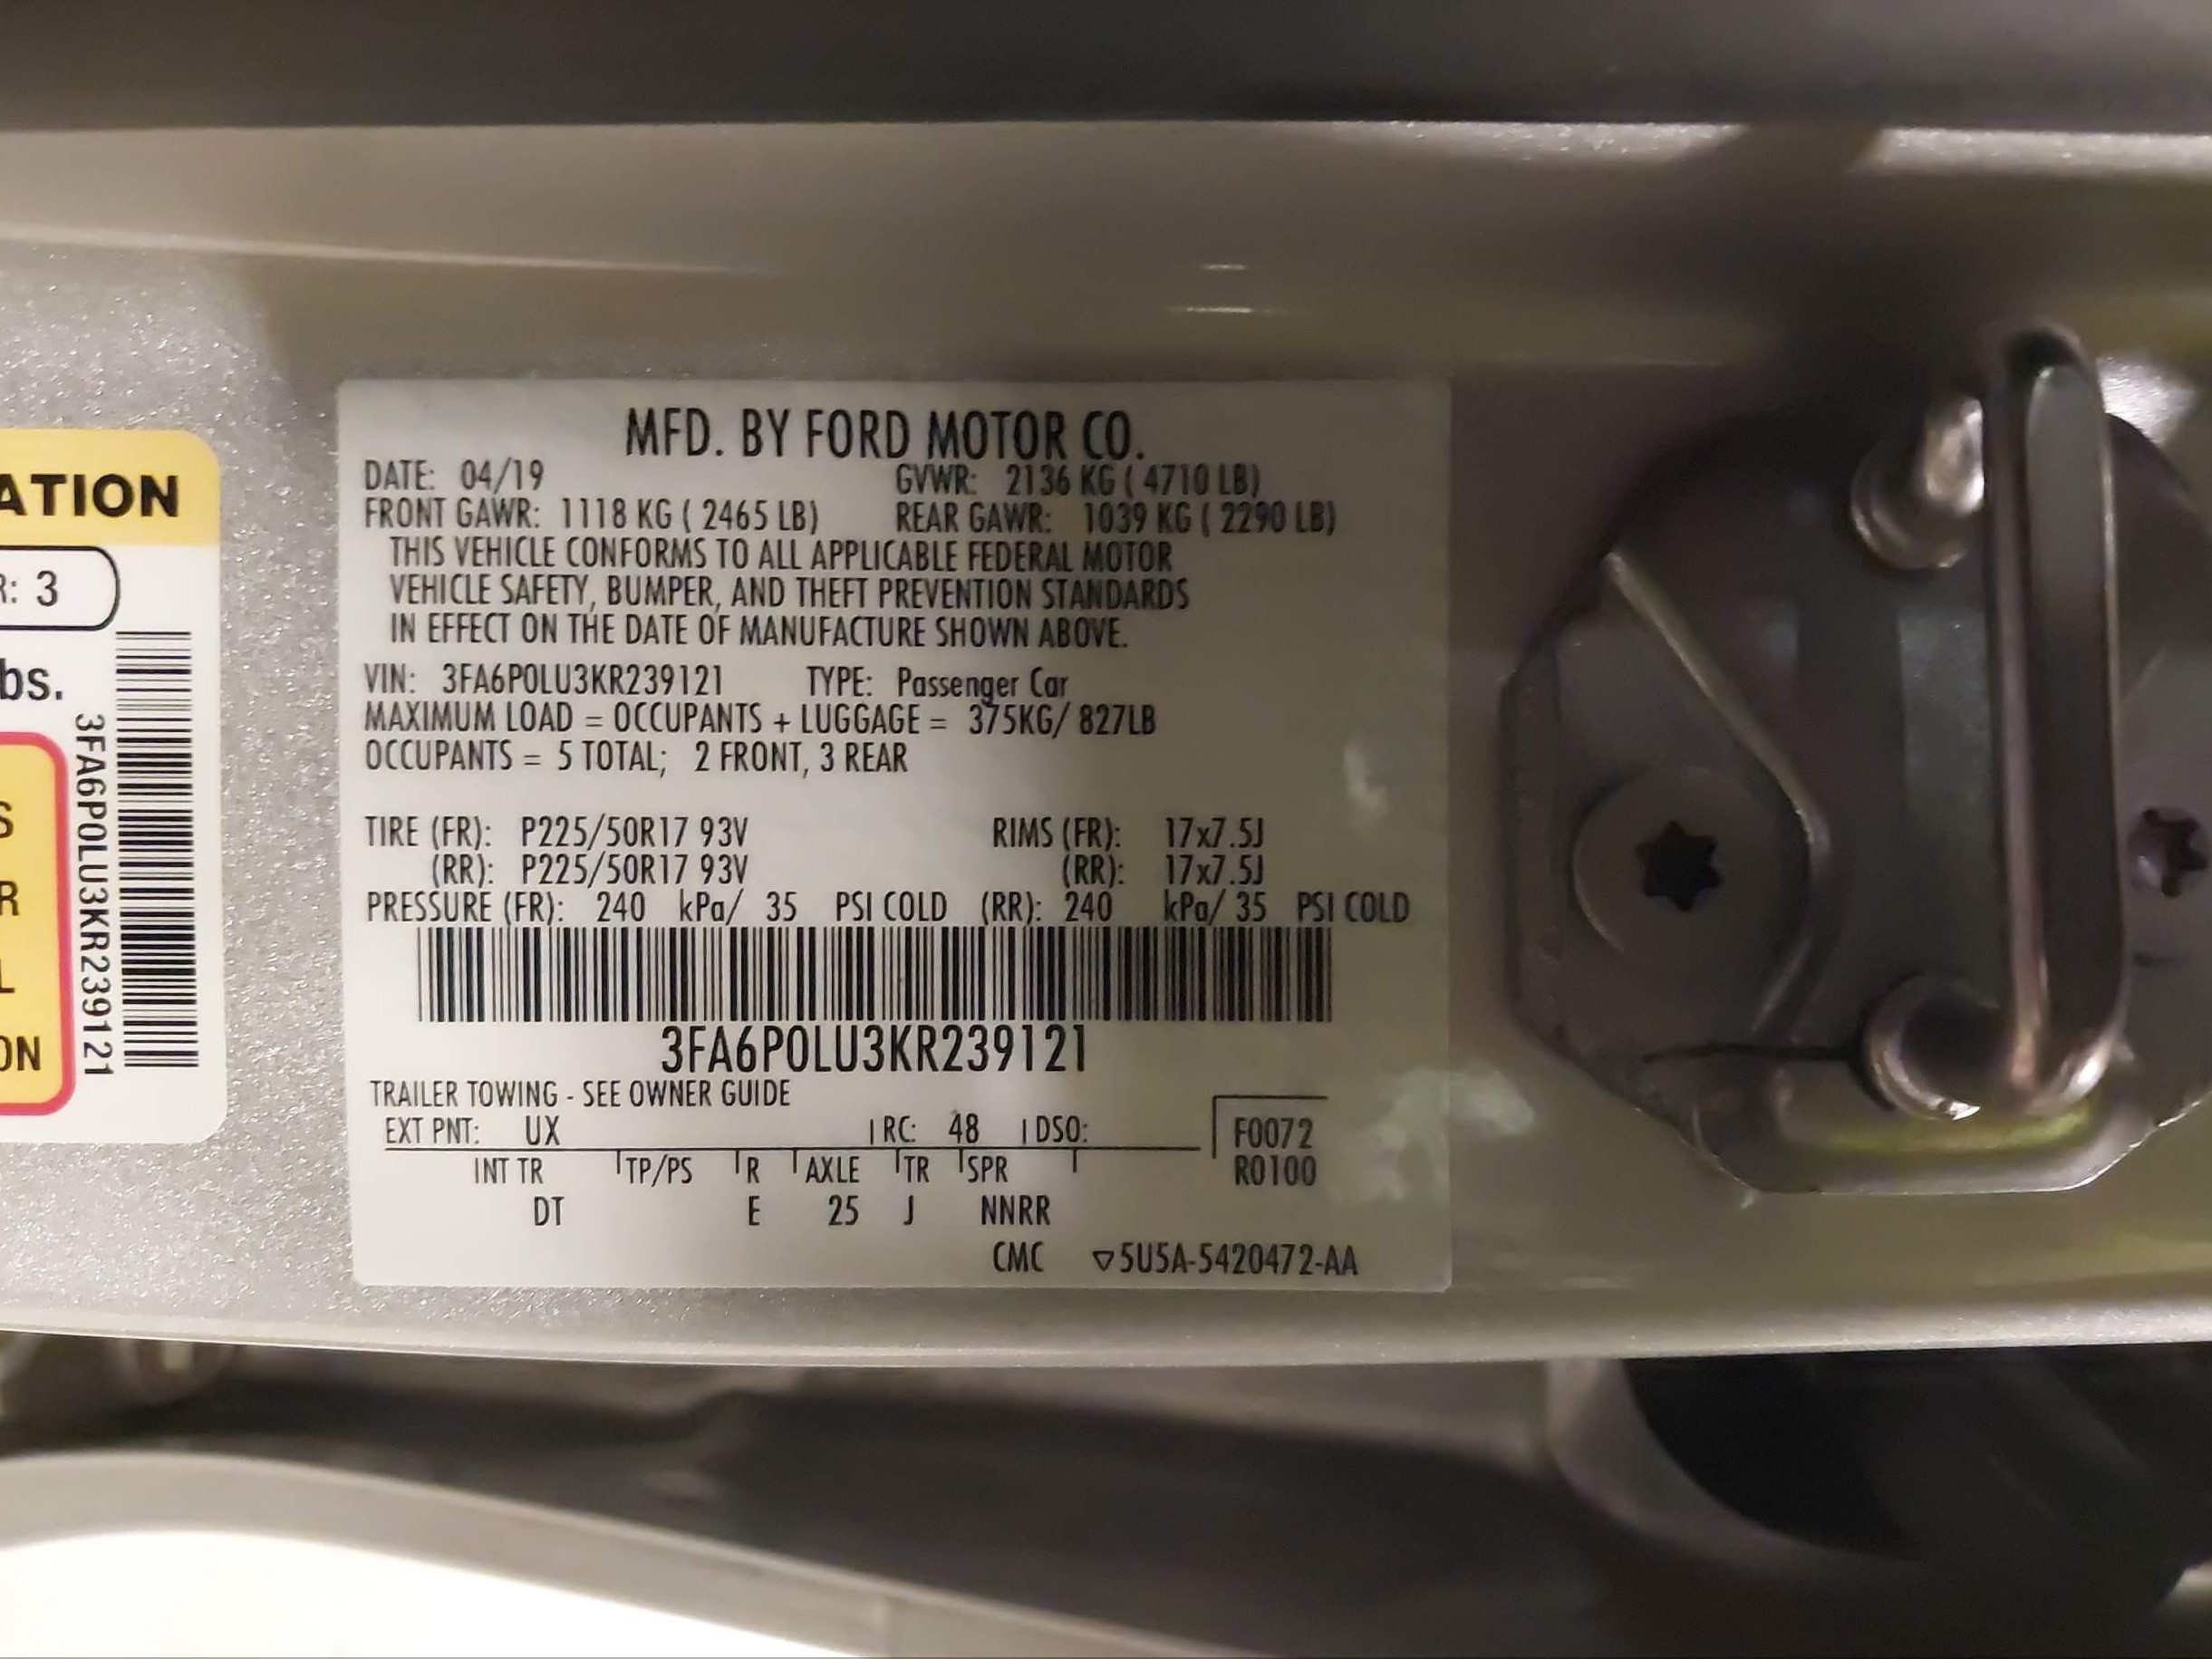 ATION
R: 3
bs.
S
R
L
ON
3FA6P0LU3KR239121
MFD. BY FORD MOTOR CO.
DATE: 04/19 GVWR: 2136 KG ( 4710 LB)
FRONT GAWR: 1118 KG ( 2465 LB) REAR GAWR: 1039 KG ( 2290 LB)
THIS VEHICLE CONFORMS TO ALL APPLICABLE FEDERAL MOTOR
VEHICLE SAFETY, BUMPER, AND THEFT PREVENTION STANDARDS
IN EFFECT ON THE DATE OF MANUFACTURE SHOWN ABOVE.
VIN: 3FA6P0LU3KR239121 TYPE: Passenger Car
MAXIMUM LOAD = OCCUPANTS + LUGGAGE = 375KG/ 827LB
OCCUPANTS = 5 TOTAL; 2 FRONT, 3 REAR
TIRE (FR): P225/50R17 93V RIMS (FR): 17x7.5J
(RR): P225/50R17 93V (RR): 17x7.5J
PRESSURE (FR): 240 kPa/ 35 PSI COLD (RR): 240 kPa/ 35 PSI COLD
3FA6P0LU3KR239121
TRAILER TOWING - SEE OWNER GUIDE
EXT PNT: UX RC: 48 DSO: F0072
INT TR TP/PS R AXLE TR SPR R0100
DT E 25 J NNRR
CMC ▽5U5A-5420472-AA